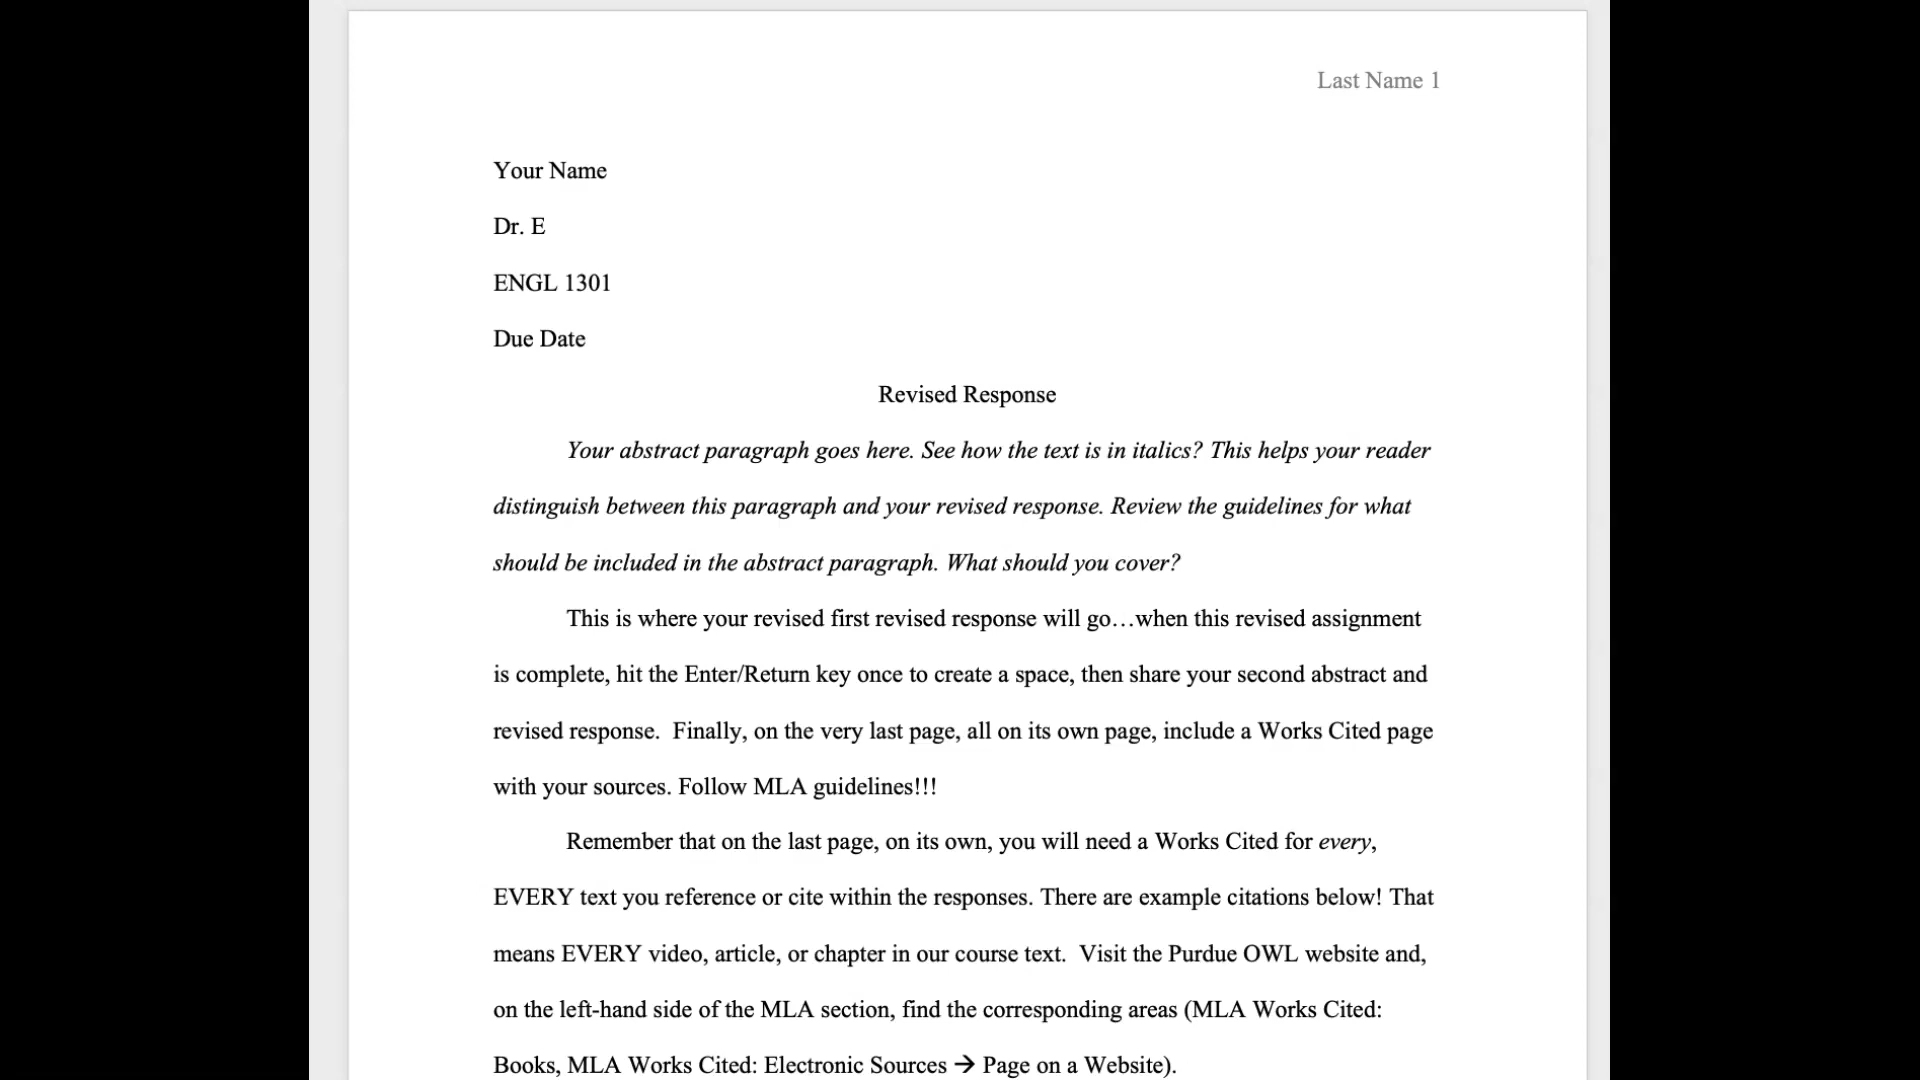 Last Name 1
Your Name
Dr. E
ENGL 1301
Due Date
Revised Response
Your abstract paragraph goes here. See how the text is in italics? This helps your reader
distinguish between this paragraph and your revised response. Review the guidelines for what
should be included in the abstract paragraph. What should you cover?
This is where your revised first revised response will go…when this revised assignment
is complete, hit the Enter/Return key once to create a space, then share your second abstract and
revised response.  Finally, on the very last page, all on its own page, include a Works Cited page
with your sources. Follow MLA guidelines!!!
Remember that on the last page, on its own, you will need a Works Cited for every,
EVERY text you reference or cite within the responses. There are example citations below! That
means EVERY video, article, or chapter in our course text.  Visit the Purdue OWL website and,
on the left-hand side of the MLA section, find the corresponding areas (MLA Works Cited:
Books, MLA Works Cited: Electronic Sources → Page on a Website).